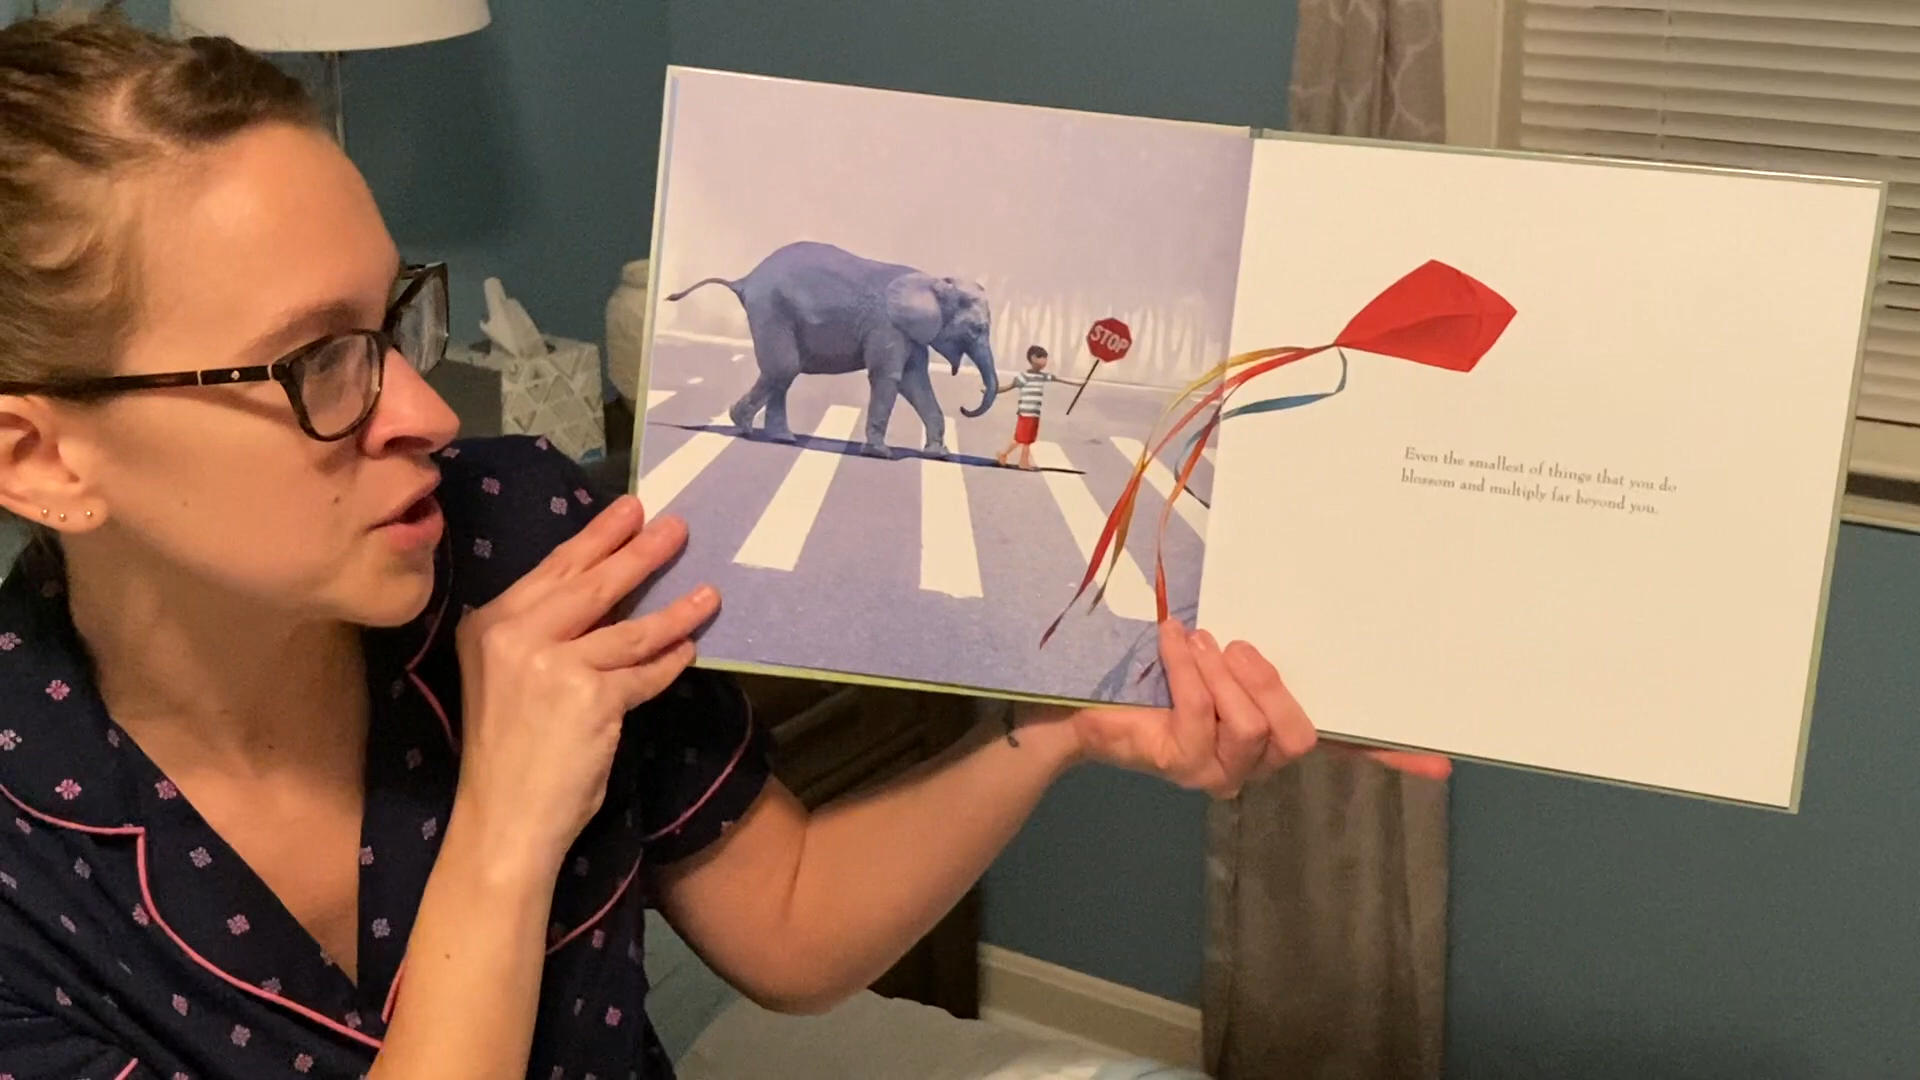 STOP
Even the smallest of things that you do
blossom and multiply far beyond you.